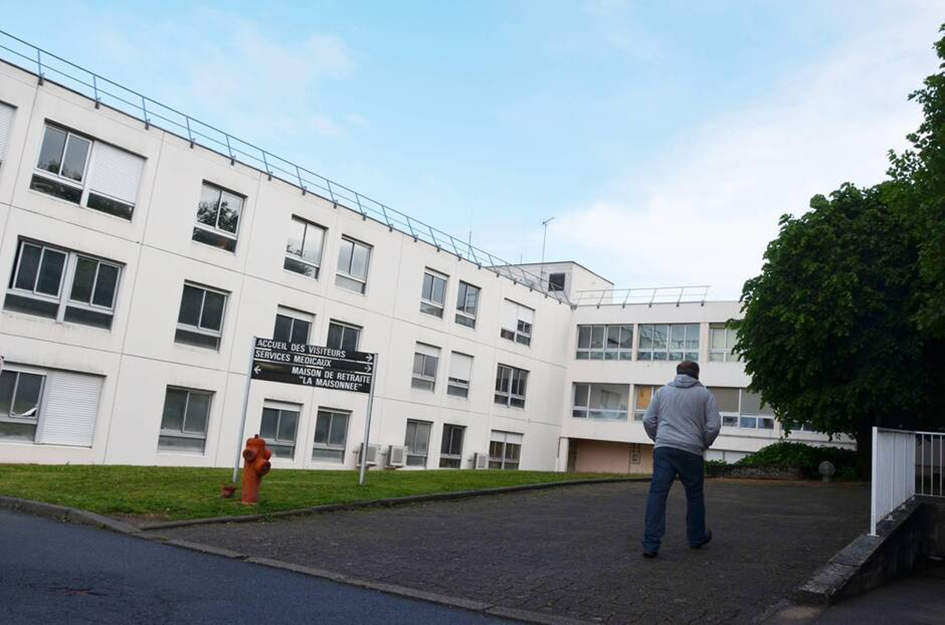 ACCUEIL DES VISITEURS
SERVICES MEDICAUX
MAISON DE RETRAITE
"LA MAISONNEE"